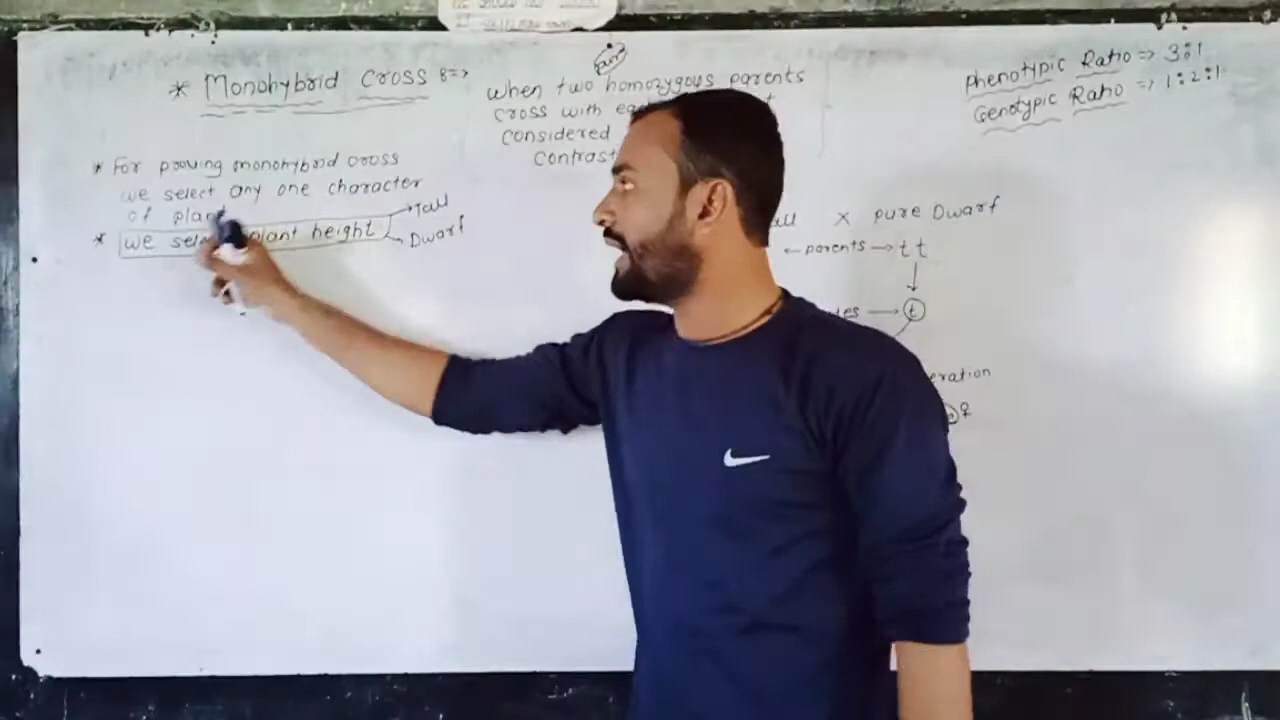 * Monohybrid Cross :=>
when two homozygous parents
cross with
considered
contrast
Phenotypic Ratio => 3:1
Genotypic Ratio => 1:2:1
* For proving monohybrid cross
we select any one character
of plant
* we select plant height
Tall
Dwarf
X pure Dwarf
parents
tt
t
eration
♀